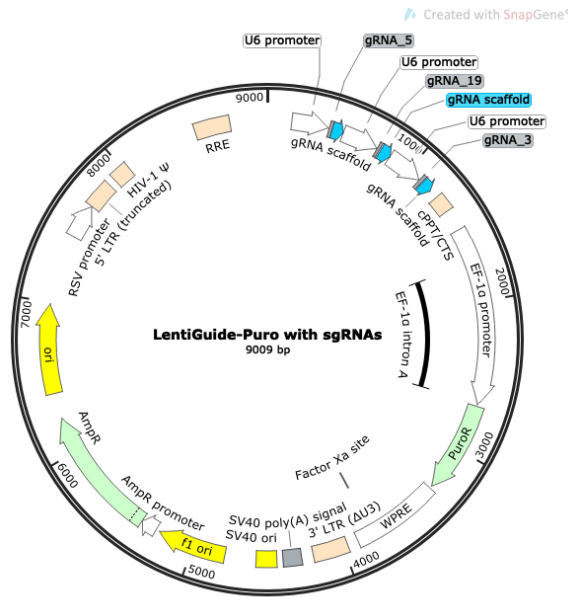 Created with SnapGene®
U6 promoter
gRNA_5
U6 promoter
gRNA_19
gRNA scaffold
U6 promoter
gRNA_3
9000
RRE
gRNA scaffold
8000
HIV-1 Ψ
5' LTR (truncated)
RSV promoter
gRNA scaffold
cPPT/CTS
2000
EF-1α promoter
EF-1α intron A
7000
LentiGuide-Puro with sgRNAs
9009 bp
ori
PuroR
3000
AmpR
6000
Factor Xa site
AmpR promoter
SV40 poly(A) signal
SV40 ori
3' LTR (ΔU3)
WPRE
f1 ori
5000
4000